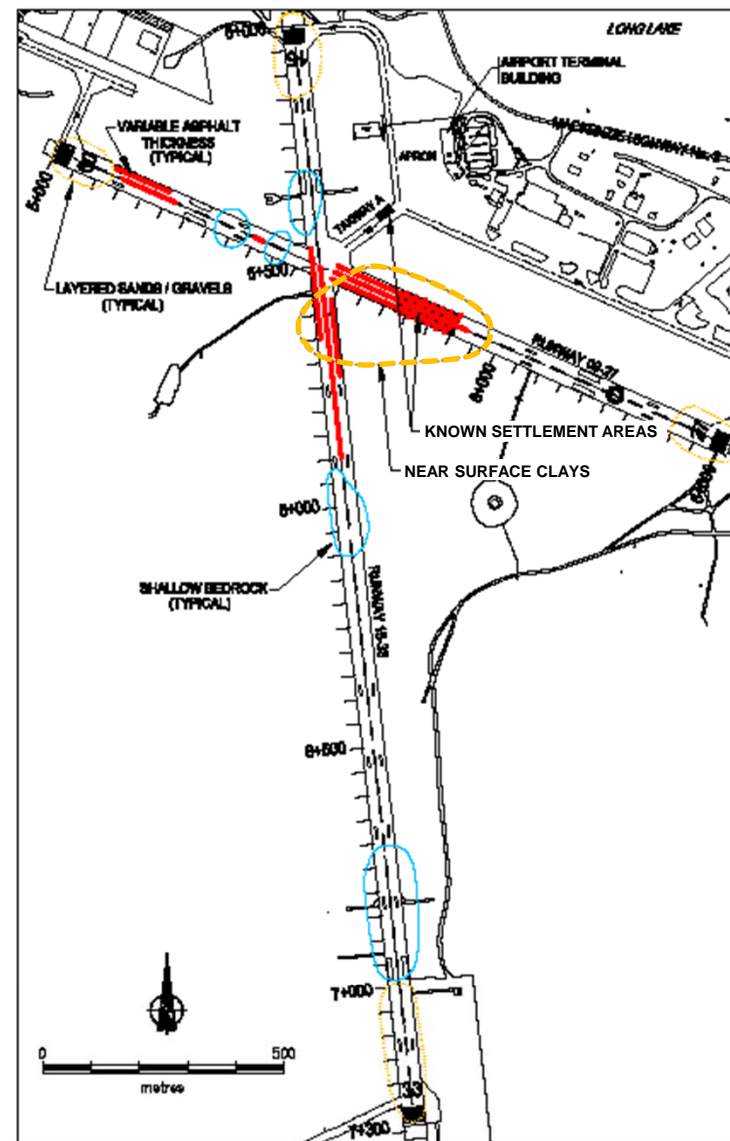 LONG LAKE
5+000
15
AIRPORT TERMINAL
BUILDING
VARIABLE ASPHALT
THICKNESS
(TYPICAL)
APRON
5+000
TAXIWAY A
LAYERED SANDS / GRAVELS
(TYPICAL)
5+500
RUNWAY 09-27
6+000
KNOWN SETTLEMENT AREAS
NEAR SURFACE CLAYS
6+000
SHALLOW BEDROCK
(TYPICAL)
6+500
7+000
0
500
metres
33
7+300